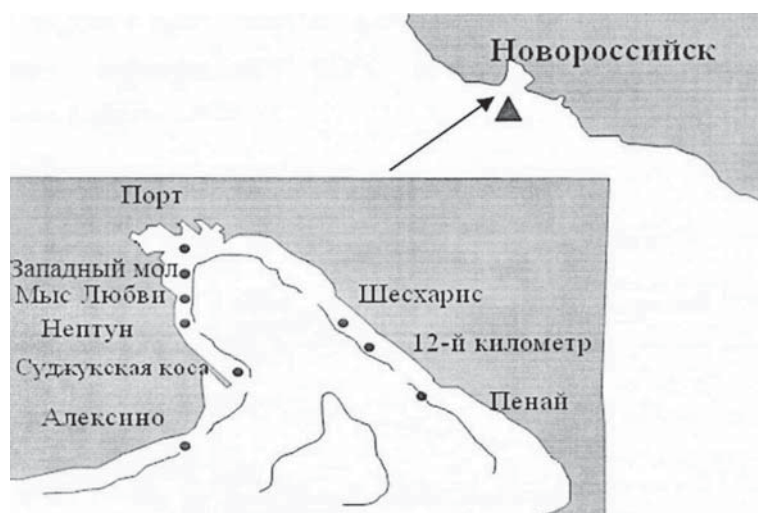 Новороссийск
Порт
Западный мол
Мыс Любви
Нептун
Суджукская коса
Алексино
Шесхарис
12-й километр
Пенай